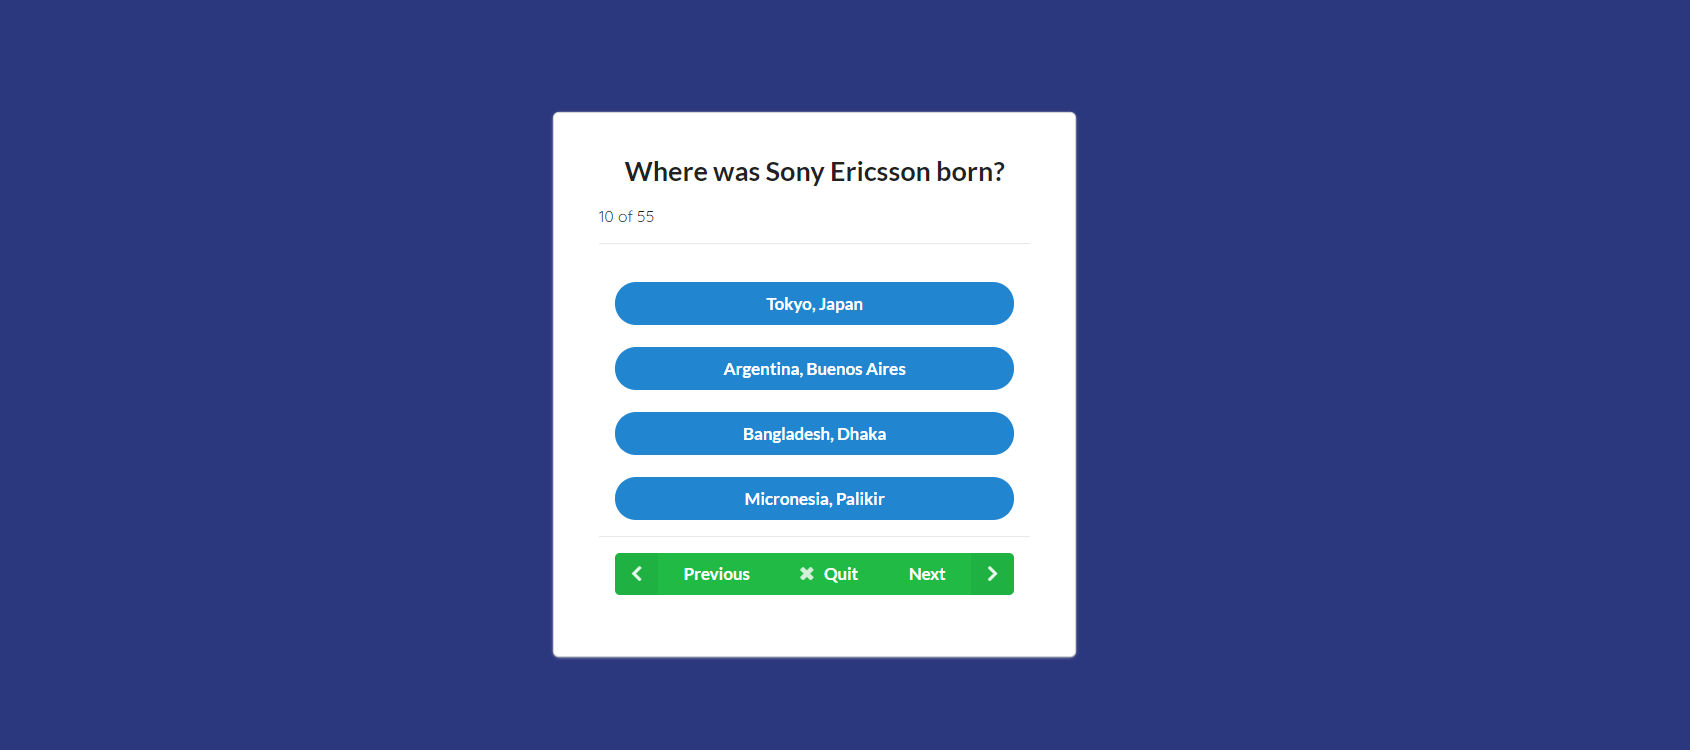 Where was Sony Ericsson born?
10 of 55
Tokyo, Japan
Argentina, Buenos Aires
Bangladesh, Dhaka
Micronesia, Palikir
Previous Quit Next